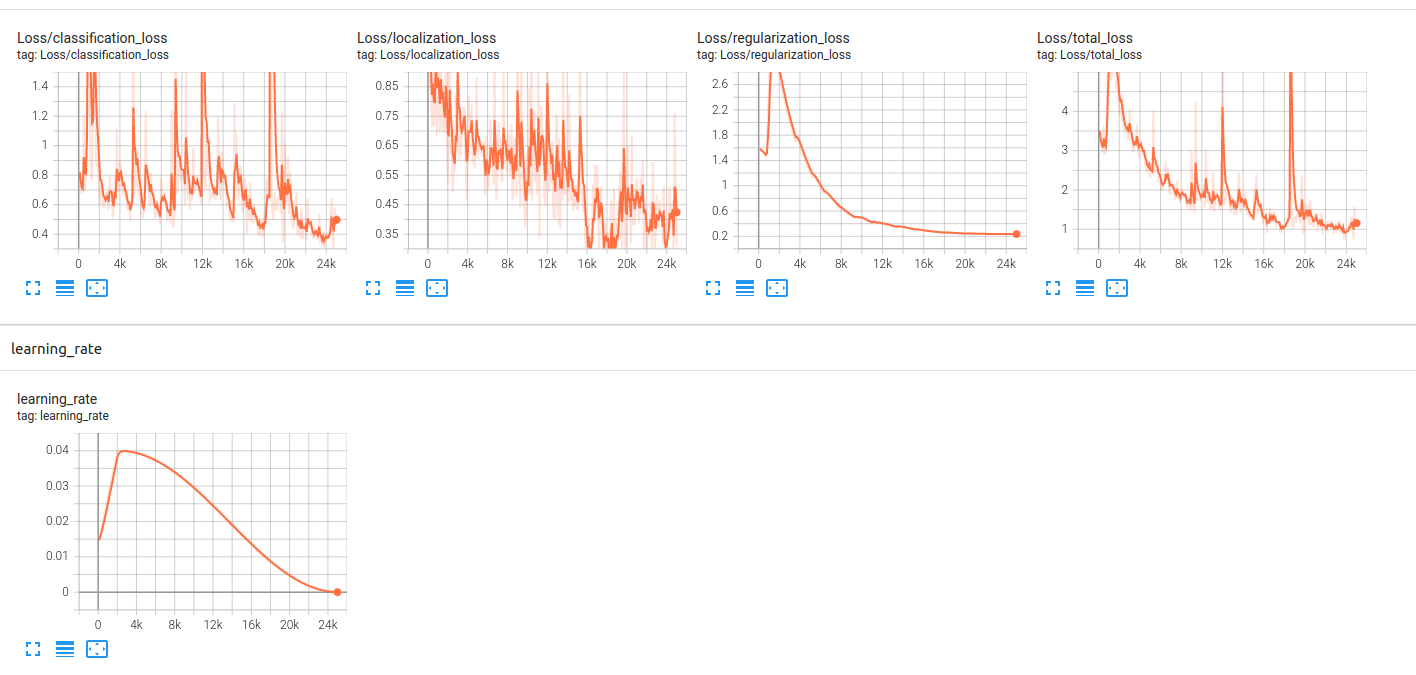 Loss/classification_loss
tag: Loss/classification_loss
1.4
1.2
1
0.8
0.6
0.4
0 4k 8k 12k 16k 20k 24k
Loss/localization_loss
tag: Loss/localization_loss
0.85
0.75
0.65
0.55
0.45
0.35
0 4k 8k 12k 16k 20k 24k
Loss/regularization_loss
tag: Loss/regularization_loss
2.6
2.2
1.8
1.4
1
0.6
0.2
0 4k 8k 12k 16k 20k 24k
Loss/total_loss
tag: Loss/total_loss
4
3
2
1
0 4k 8k 12k 16k 20k 24k
learning_rate
learning_rate
tag: learning_rate
0.04
0.03
0.02
0.01
0
0 4k 8k 12k 16k 20k 24k